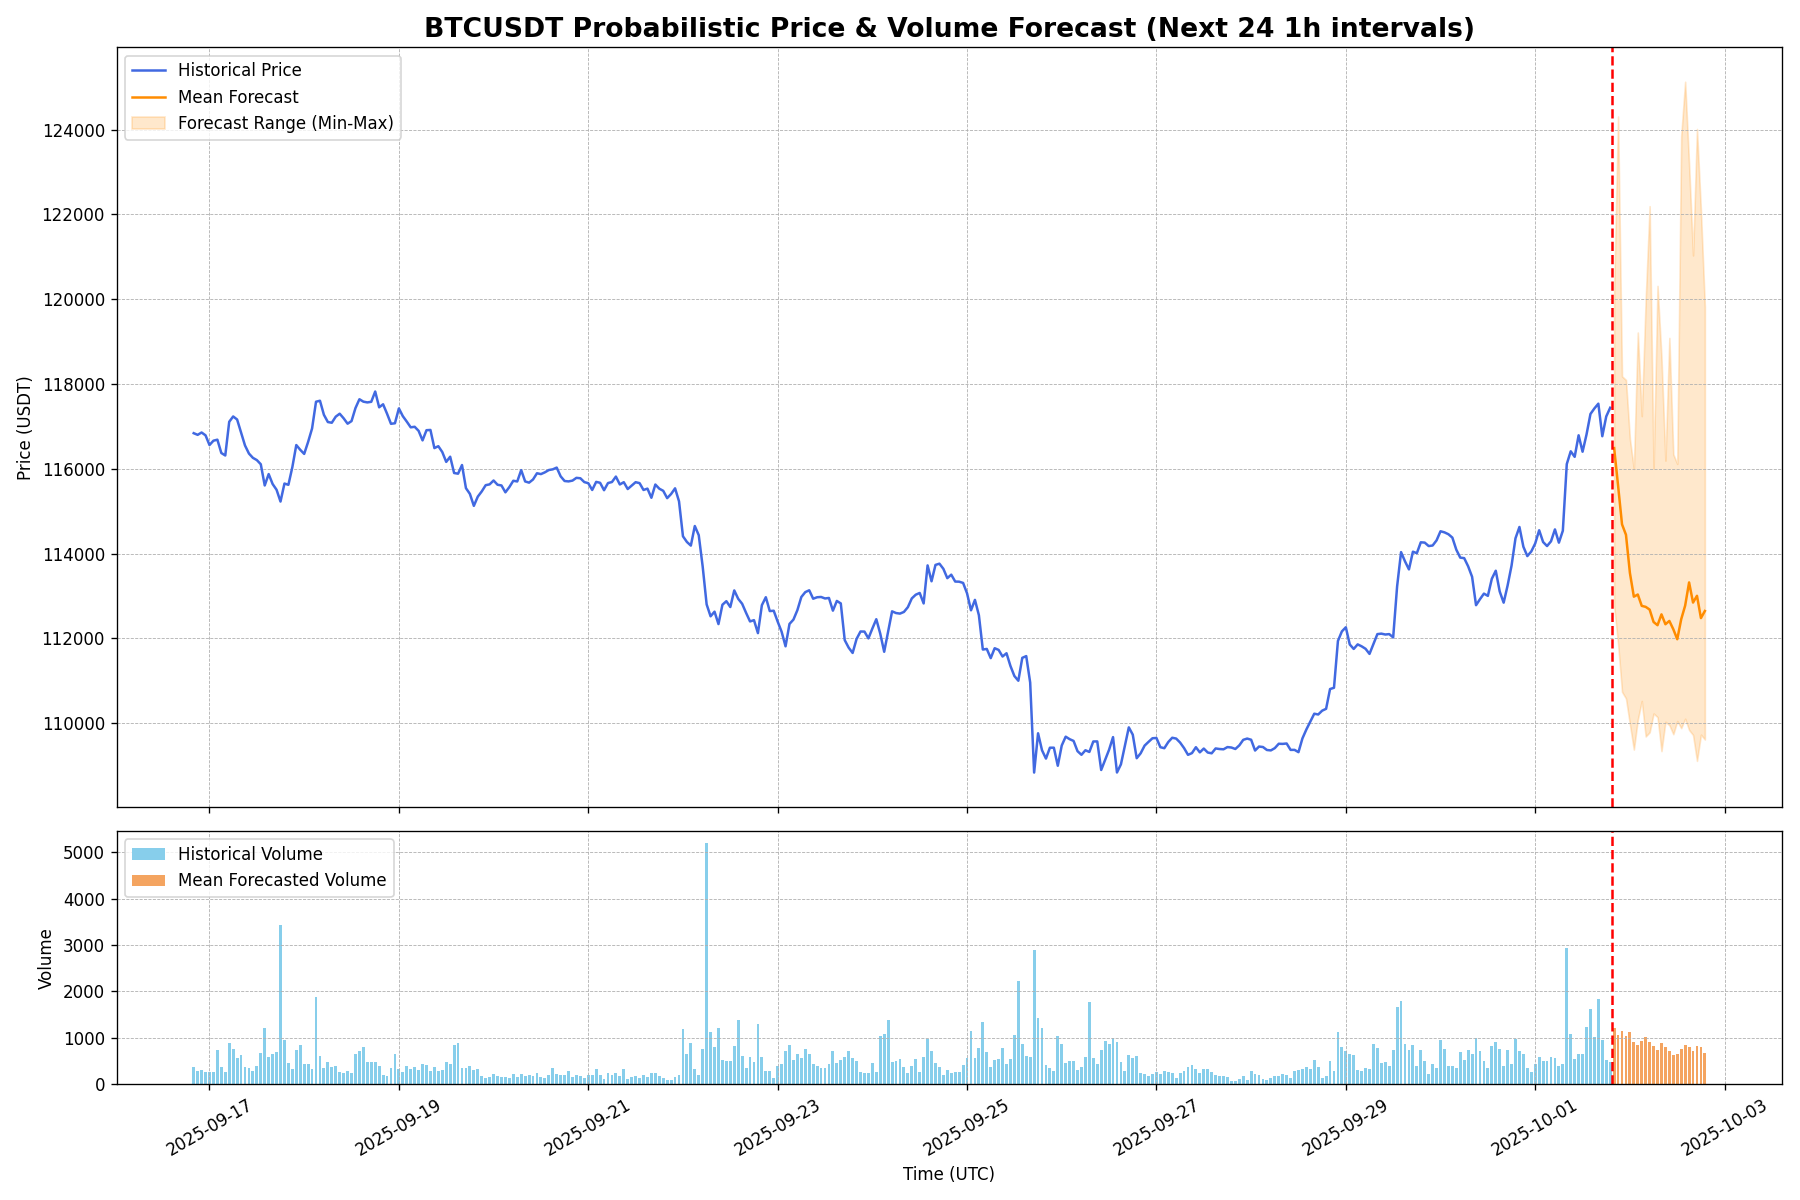 BTCUSDT Probabilistic Price & Volume Forecast (Next 24 1h intervals)
Historical Price
Mean Forecast
Forecast Range (Min-Max)
124000
122000
120000
118000
116000
114000
112000
110000
Price (USDT)
Historical Volume
Mean Forecasted Volume
5000
4000
3000
2000
1000
0
Volume
2025-09-17
2025-09-19
2025-09-21
2025-09-23
2025-09-25
2025-09-27
2025-09-29
2025-10-01
2025-10-03
Time (UTC)